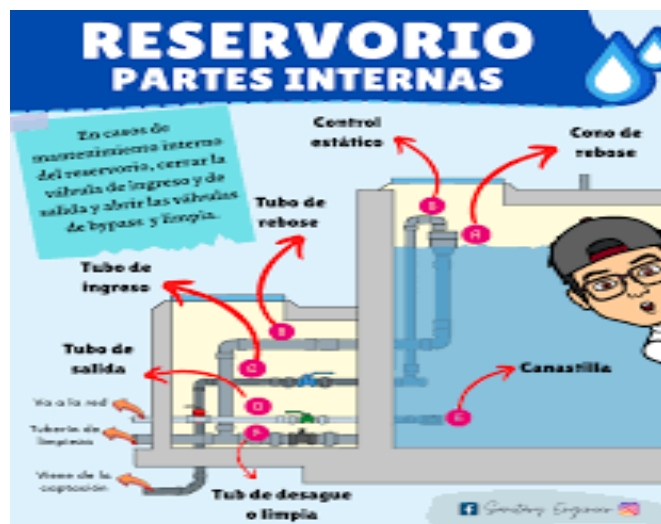 RESERVORIO
PARTES INTERNAS
En casos de
mantenimiento interno
del reservorio, cerrar la
válvula de ingreso y de
salida y abrir las válvulas
de bypass y limpia.
Control
estático
Cono de
rebose
Tubo de
rebose
Tubo de
ingreso
Tubo de
salida
Canastilla
Va a la red
Tubería de
limpieza
Viene de la
captación
Tub de desague
o limpia
A
C
D
E
F
Sanitary Engineer